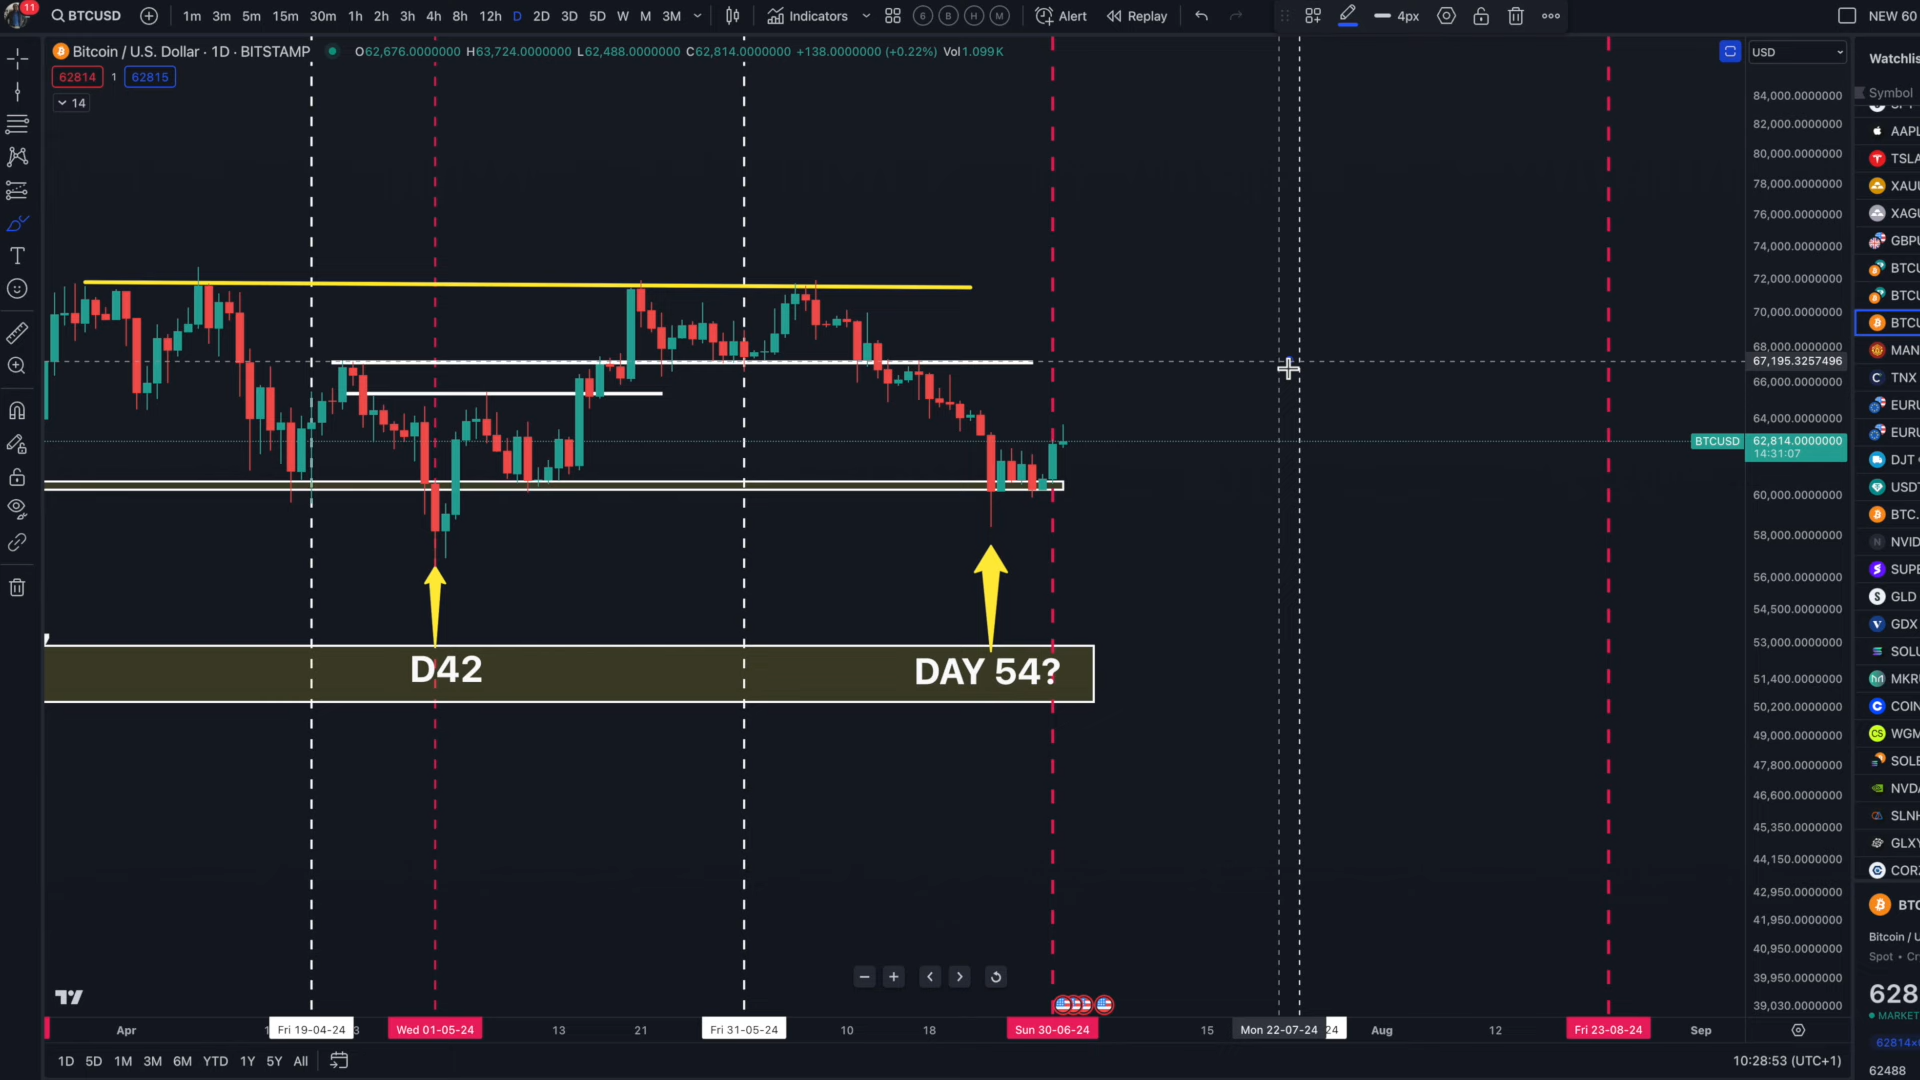 11
BTCUSD
1m 3m 5m 15m 30m 1h 2h 3h 4h 8h 12h D 2D 3D 5D W M 3M
Indicators
6 B H M
Alert
Replay
4px
NEW 60
Bitcoin / U.S. Dollar · 1D · BITSTAMP
O62,676.0000000 H63,724.0000000 L62,488.0000000 C62,814.0000000 +138.0000000 (+0.22%) Vol1.099K
USD
62814 1 62815
14
Watchlis
Symbol
AAPL
TSLA
XAU
XAGU
GBPU
BTCU
BTCU
BTCU
MAN
TNX
EURU
EURU
DJT
USDT
BTC.
NVID
SUPE
GLD
GDX
SOLU
MKRU
COIN
WGM
SOLE
NVDA
SLNH
GLXY
CORZ
84,000.0000000
82,000.0000000
80,000.0000000
78,000.0000000
76,000.0000000
74,000.0000000
72,000.0000000
70,000.0000000
68,000.0000000
67,195.3257496
66,000.0000000
64,000.0000000
BTCUSD 62,814.0000000
14:31:07
60,000.0000000
58,000.0000000
56,000.0000000
54,500.0000000
53,000.0000000
51,400.0000000
50,200.0000000
49,000.0000000
47,800.0000000
46,600.0000000
45,350.0000000
44,150.0000000
42,950.0000000
41,950.0000000
40,950.0000000
39,950.0000000
39,030.0000000
D42
DAY 54?
BTC
Bitcoin / U
Spot • Cr
628
MARKET
62814×
62488
Apr Fri 19-04-24 3 Wed 01-05-24 13 21 Fri 31-05-24 10 18 Sun 30-06-24 15 Mon 22-07-24 24 Aug 12 Fri 23-08-24 Sep
1D 5D 1M 3M 6M YTD 1Y 5Y All
10:28:53 (UTC+1)